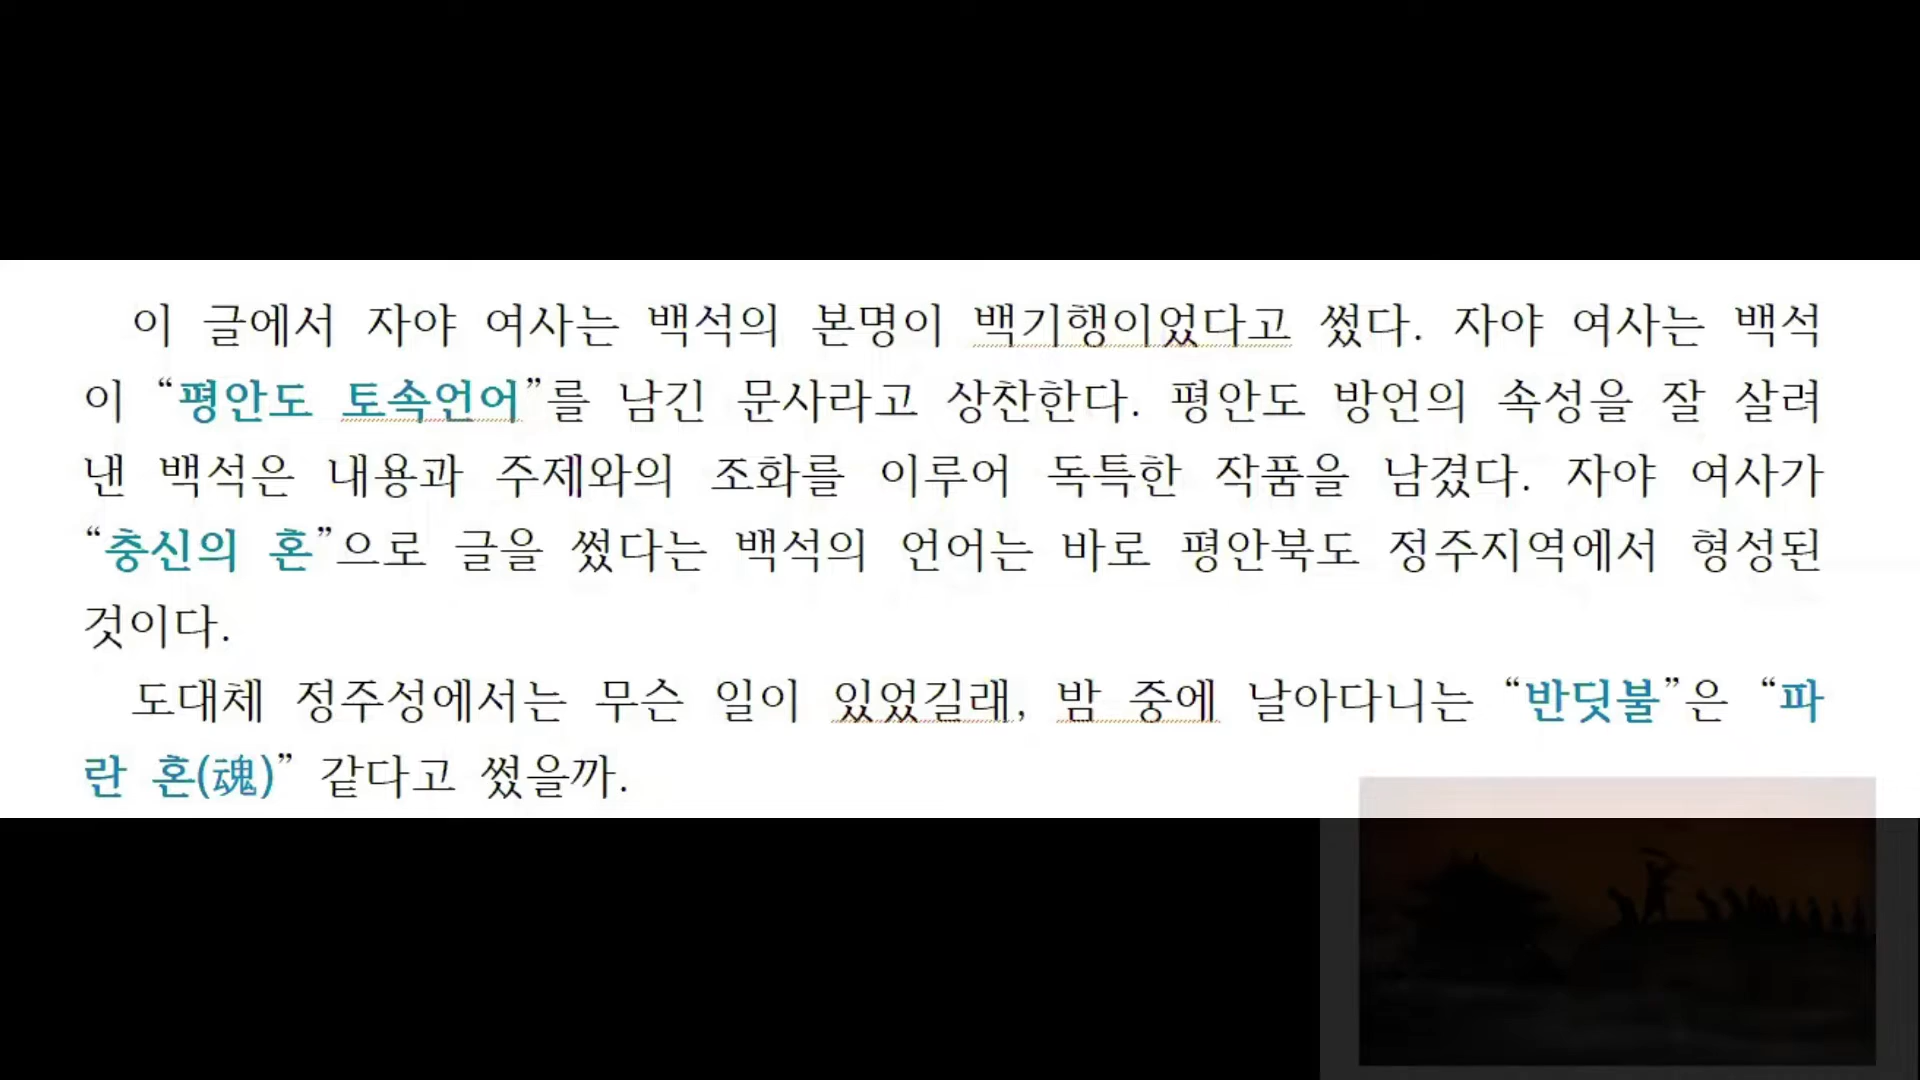 이 글에서 자야 여사는 백석의 본명이 백기행이었다고 썼다. 자야 여사는 백석
이 “평안도 토속언어”를 남긴 문사라고 상찬한다. 평안도 방언의 속성을 잘 살려
낸 백석은 내용과 주제와의 조화를 이루어 독특한 작품을 남겼다. 자야 여사가
“충신의 혼”으로 글을 썼다는 백석의 언어는 바로 평안북도 정주지역에서 형성된
것이다.
도대체 정주성에서는 무슨 일이 있었길래, 밤 중에 날아다니는 “반딧불”은 “파
란 혼(魂)” 같다고 썼을까.